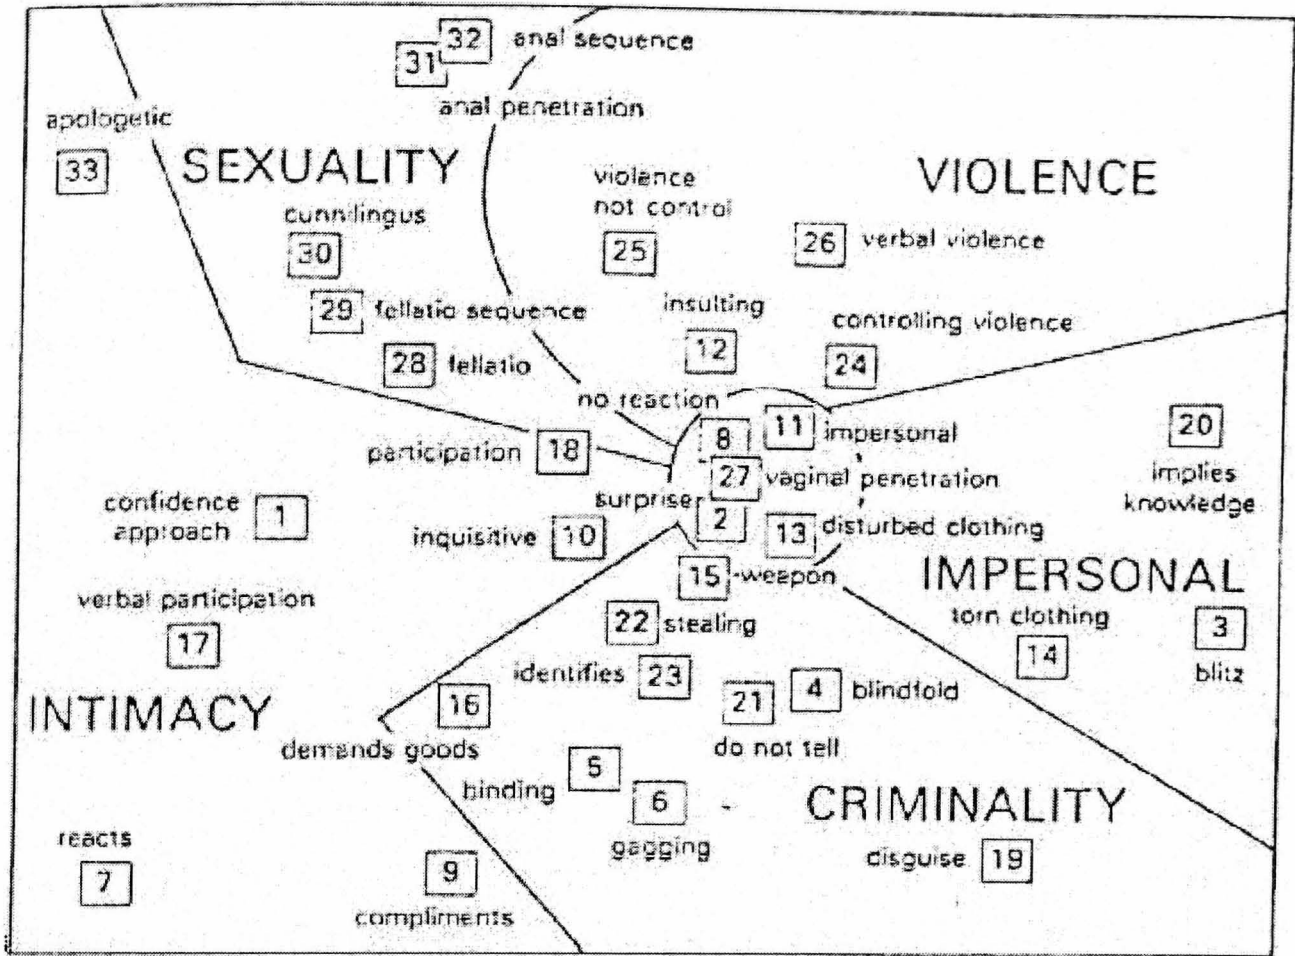 32 anal sequence
31
anal penetration
apologetic
33
SEXUALITY
VIOLENCE
violence
not control
25
cunnilingus
30
26 verbal violence
29 fellatio sequence
insulting
12
controlling violence
24
28 fellatio
no reaction
8
11 impersonal
20
implies
knowledge
participation 18
27 vaginal penetration
confidence
approach 1
surprise
2
inquisitive 10
13 disturbed clothing
15 -weapon
IMPERSONAL
verbal participation
17
22 stealing
torn clothing
14
3
blitz
identifies 23
21
4 blindfold
do not tell
INTIMACY
16
demands goods
binding 5
6
gagging
CRIMINALITY
disguise 19
reacts
7
9
compliments